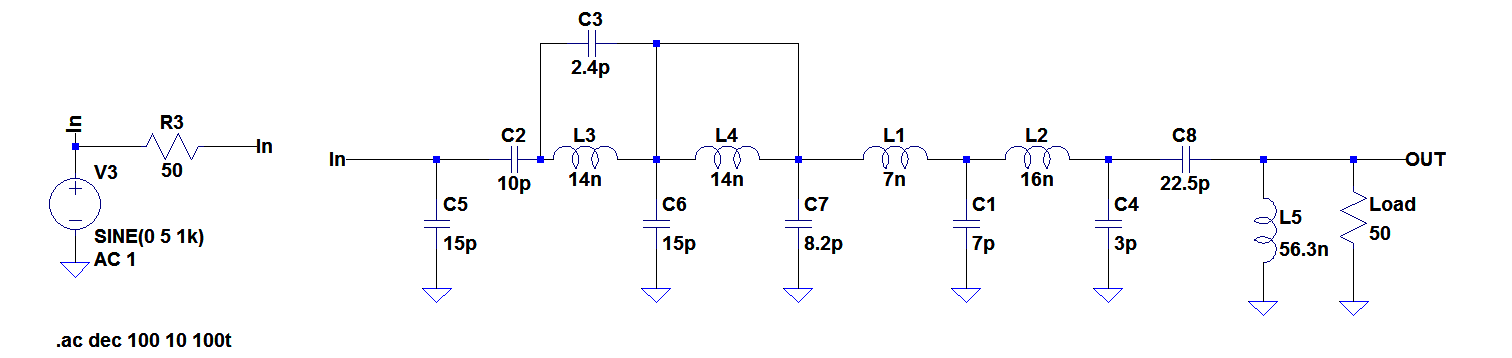 C3
2.4p
In
R3
In
50
V3
SINE(0 5 1k)
AC 1
In
C2
10p
L3
14n
L4
14n
L1
7n
L2
16n
C8
22.5p
OUT
C5
15p
C6
15p
C7
8.2p
C1
7p
C4
3p
L5
56.3n
Load
50
.ac dec 100 10 100t